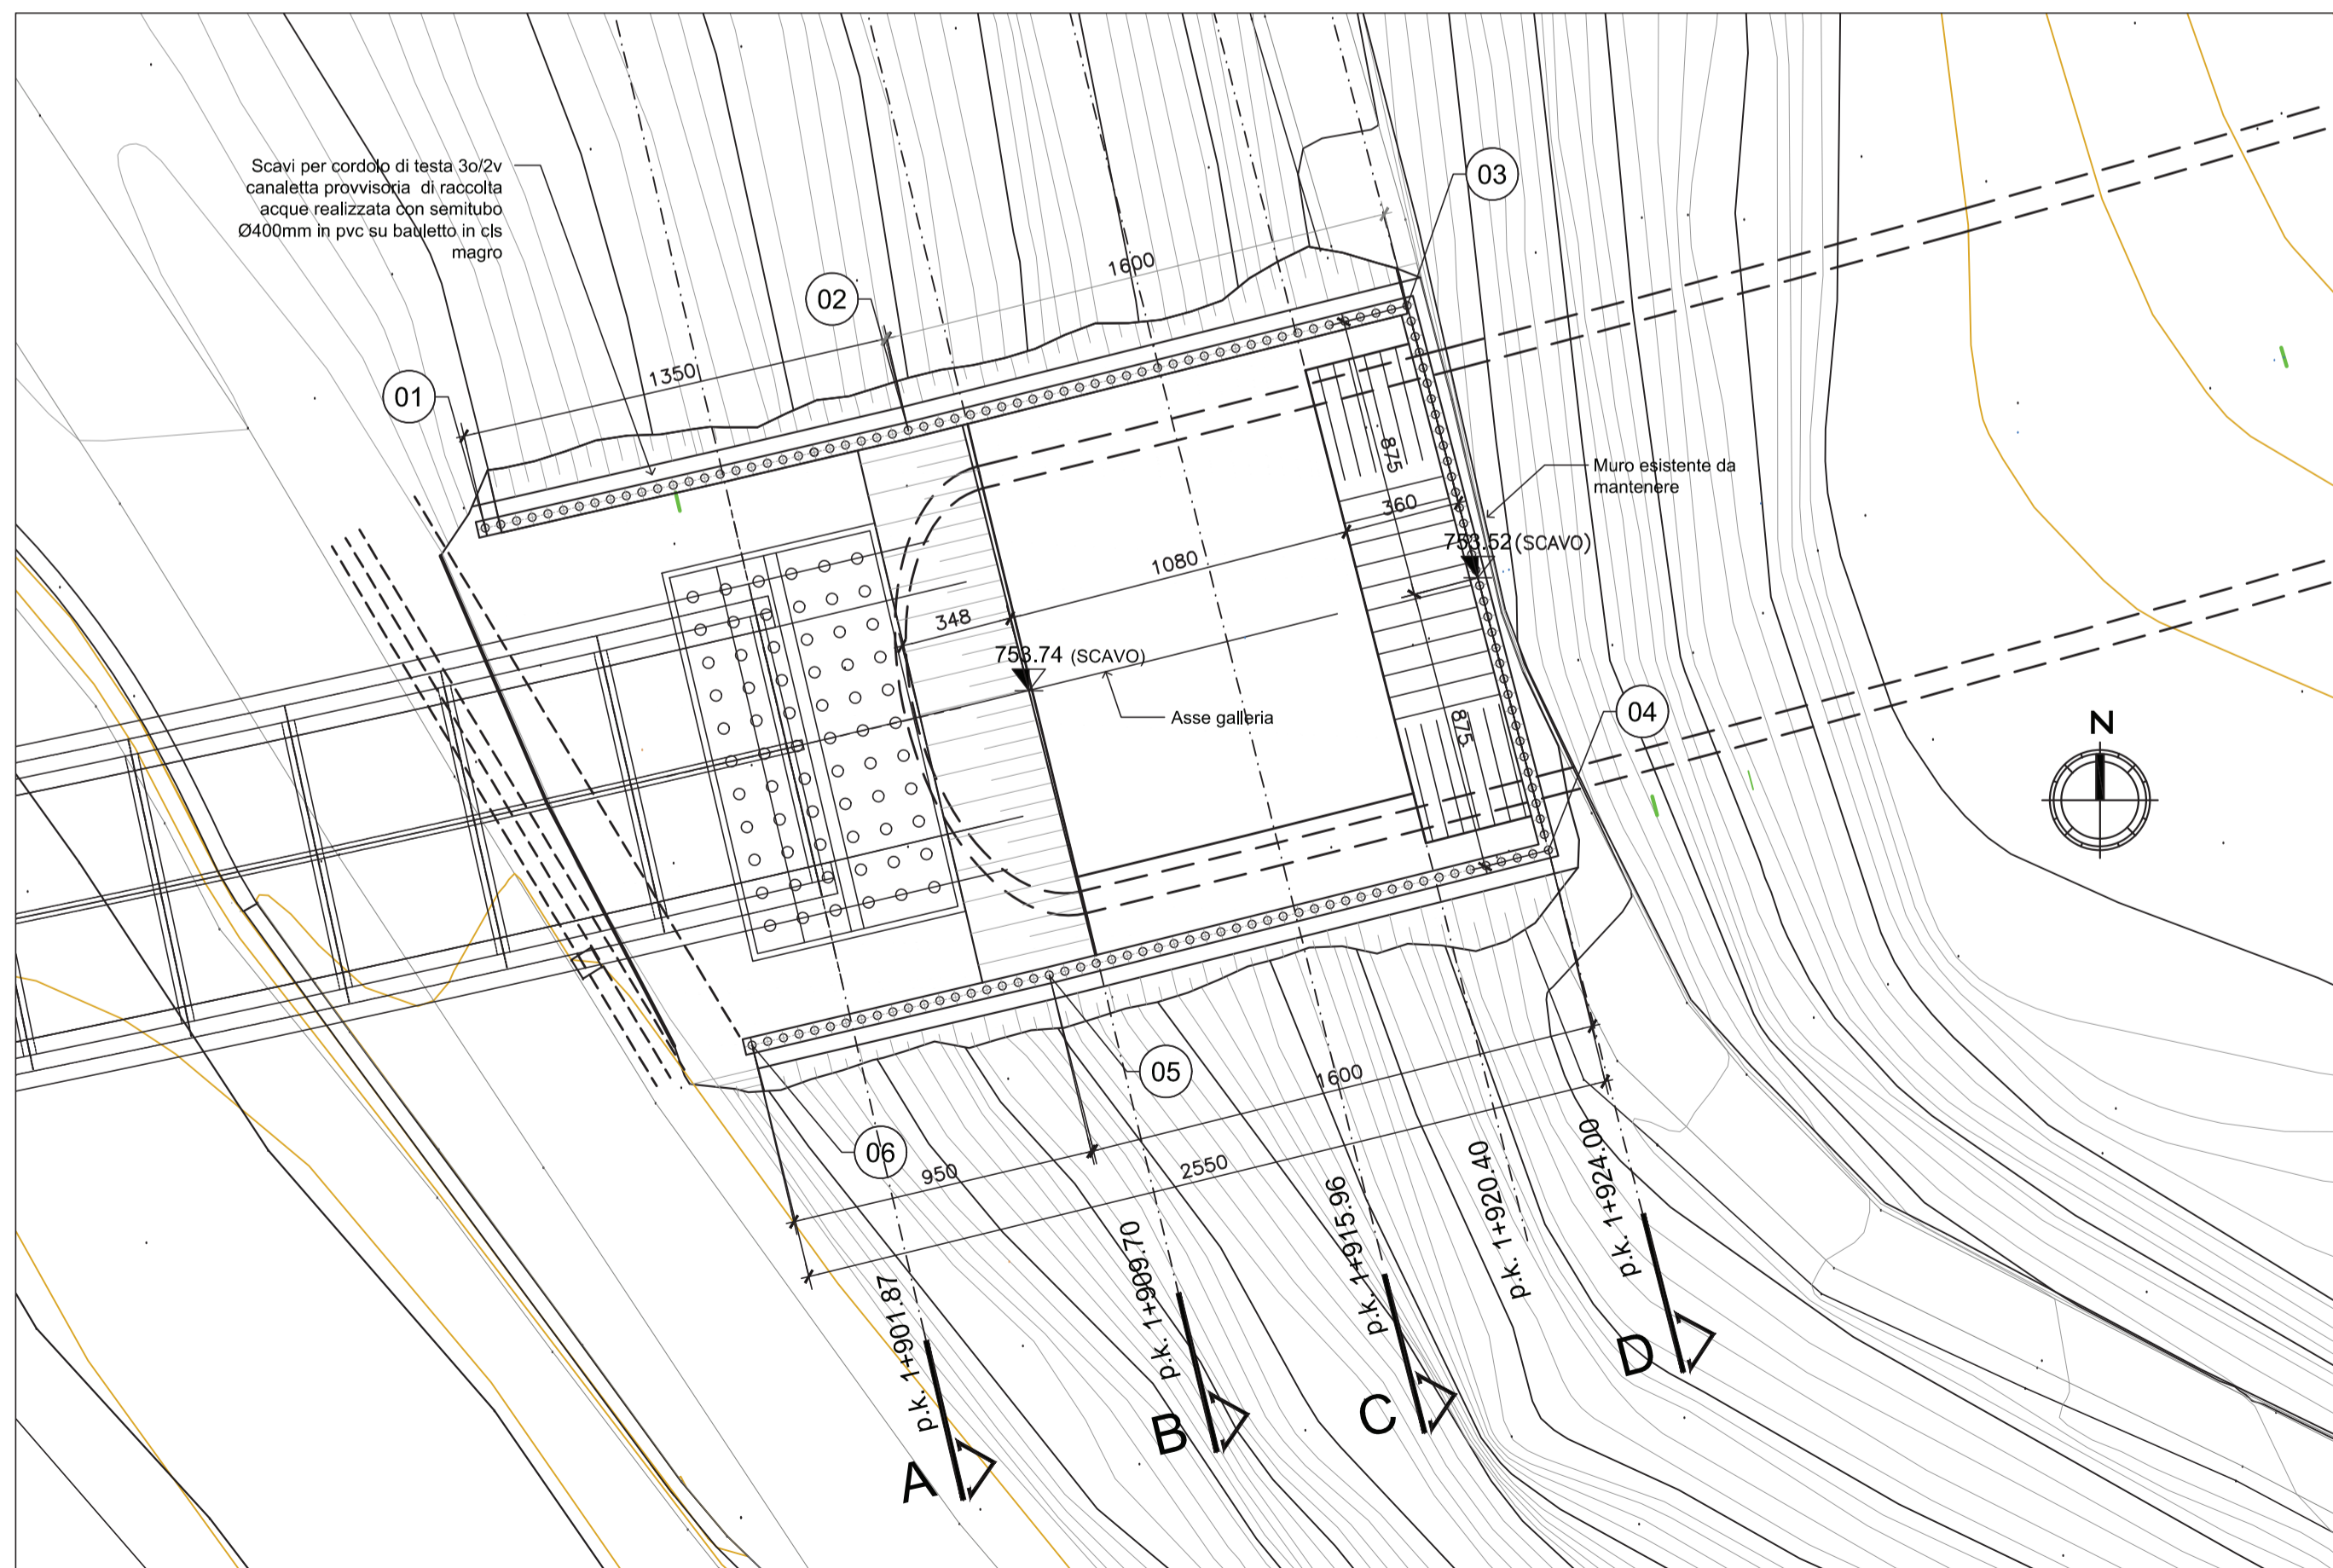 Scavi per cordolo di testa 3o/2v
canaletta provvisoria di raccolta
acque realizzata con semitubo
Ø400mm in pvc su bauletto in cls
magro
03
02
1600
1350
01
875
Muro esistente da
mantenere
360
753.52 (SCAVO)
1080
348
753.74 (SCAVO)
Asse galleria
875
04
N
05
1600
06
950
2550
p.k. 1+901.87
p.k. 1+909.70
p.k. 1+915.96
p.k. 1+920.40
p.k. 1+924.00
A
B
C
D